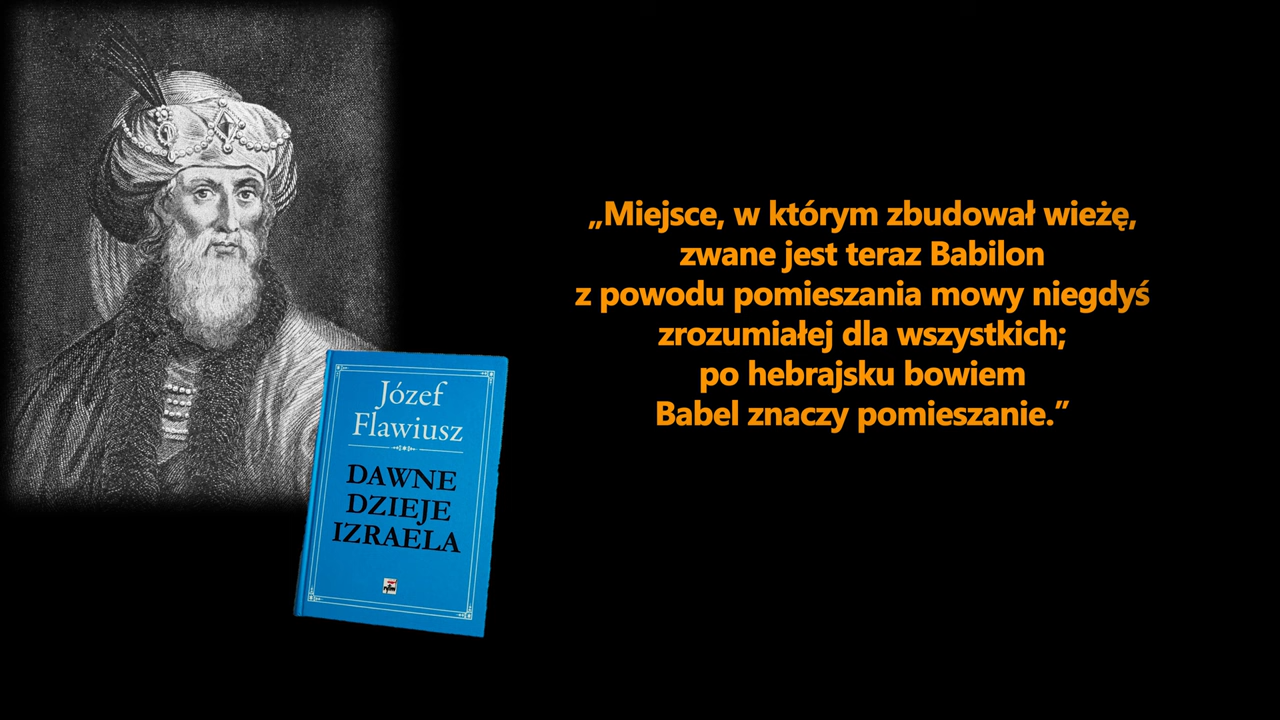 „Miejsce, w którym zbudował wieżę,
zwane jest teraz Babilon
z powodu pomieszania mowy niegdyś
zrozumiałej dla wszystkich;
po hebrajsku bowiem
Babel znaczy pomieszanie.”
Józef
Flawiusz
DAWNE
DZIEJE
IZRAELA